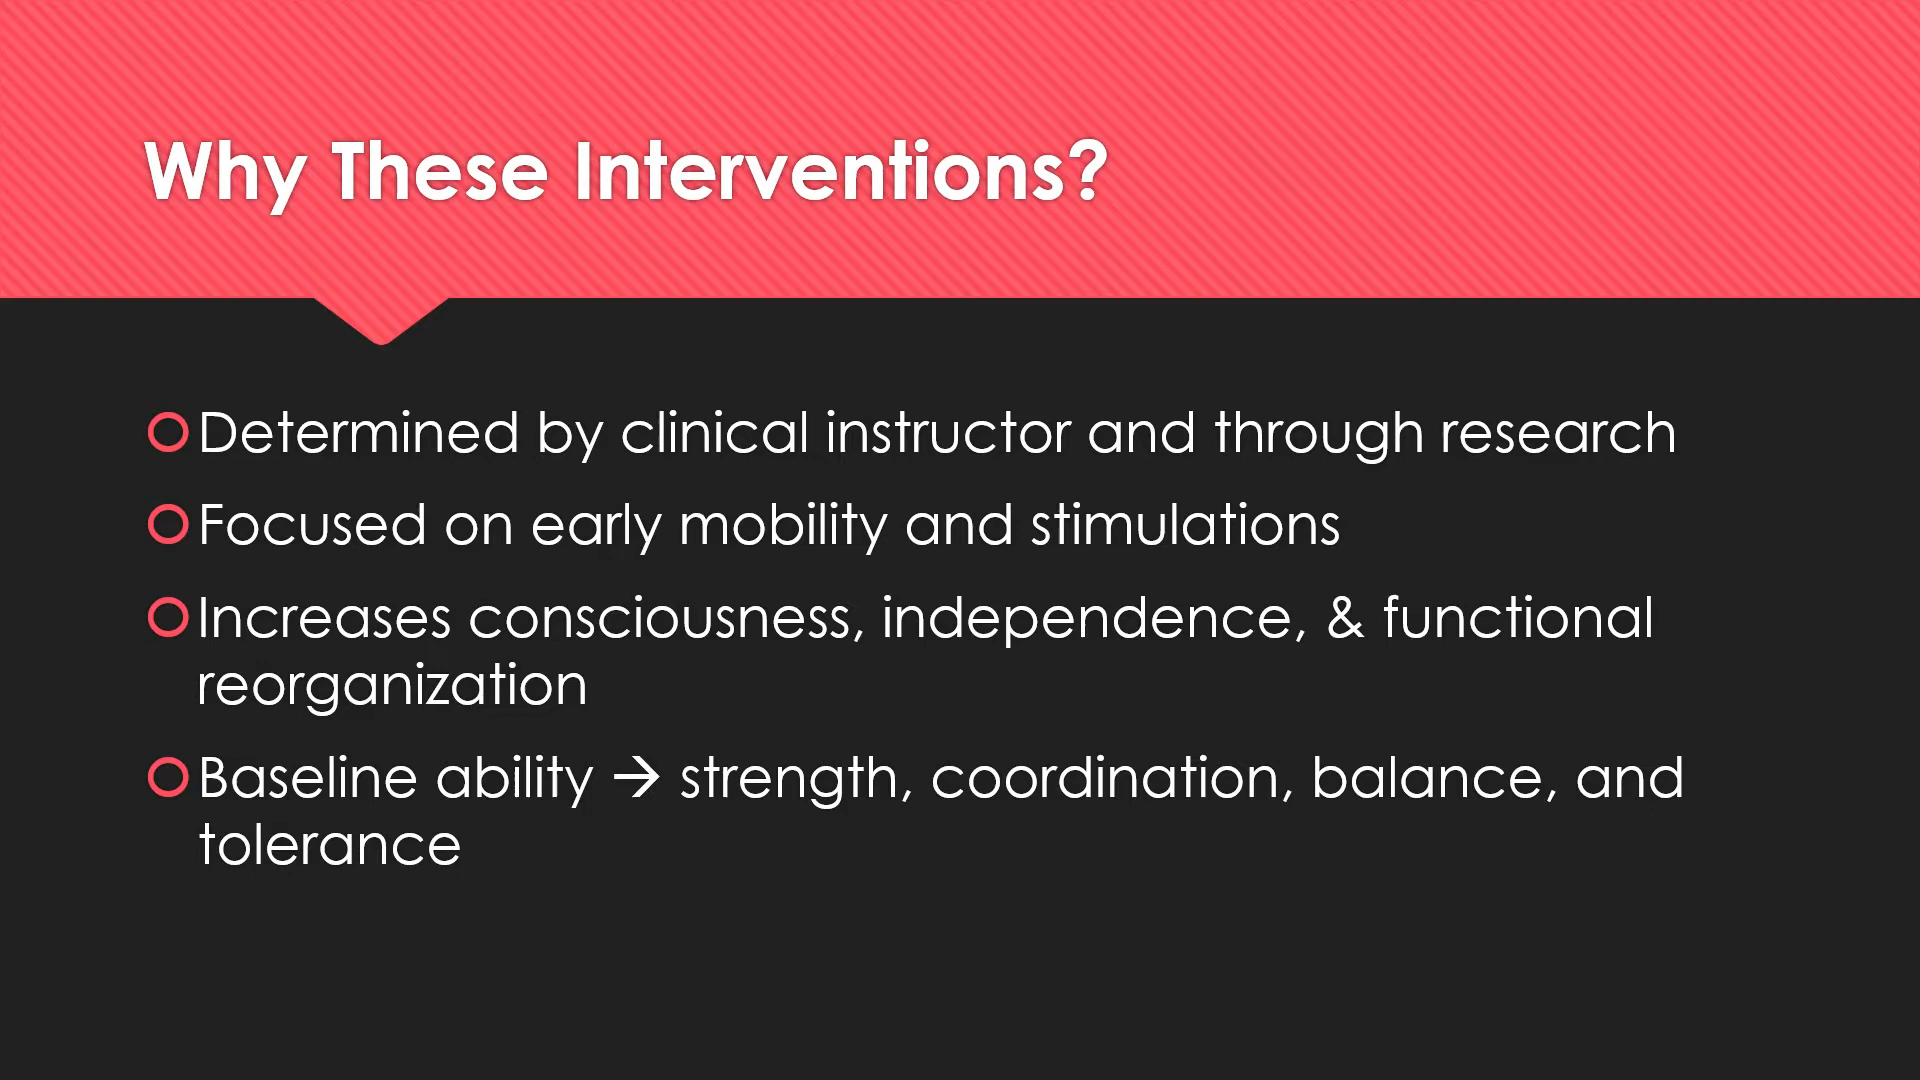 Why These Interventions?
Determined by clinical instructor and through research
Focused on early mobility and stimulations
Increases consciousness, independence, & functional
reorganization
Baseline ability → strength, coordination, balance, and
tolerance